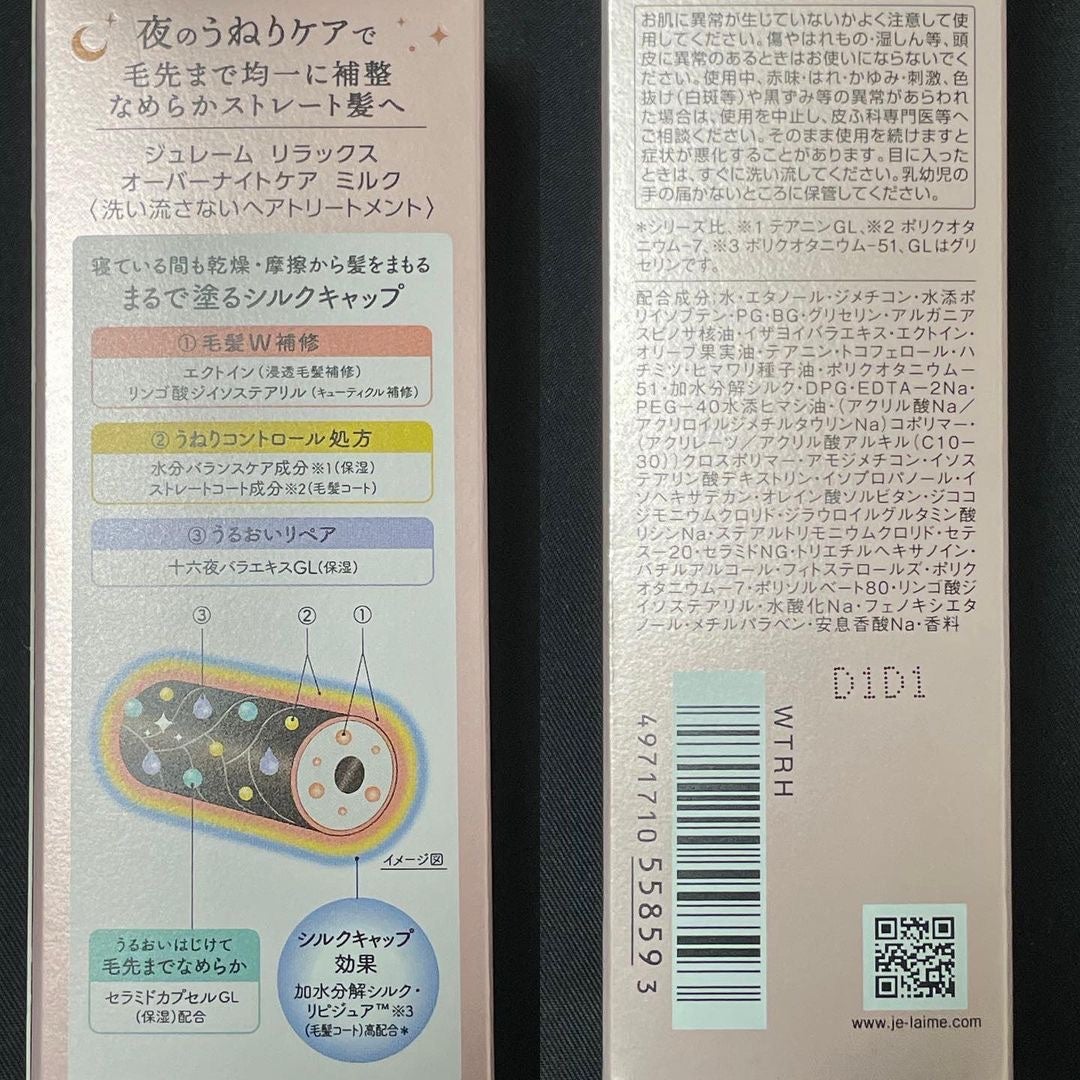 夜のうねりケアで
毛先まで均一に補整
なめらかストレート髪へ
ジュレーム リラックス
オーバーナイトケア ミルク
〈洗い流さないヘアトリートメント〉
寝ている間も乾燥・摩擦から髪をまもる
まるで塗るシルクキャップ
①毛髪W補修
エクトイン(浸透毛髪補修)
リンゴ酸ジイソステアリル(キューティクル補修)
②うねりコントロール処方
水分バランスケア成分※1(保湿)
ストレートコート成分※2(毛髪コート)
③うるおいリペア
十六夜バラエキスGL(保湿)
③ ② ①
イメージ図
うるおいはじけて
毛先までなめらか
セラミドカプセルGL
(保湿)配合
シルクキャップ
効果
加水分解シルク・
リピジュア™※3
(毛髪コート)高配合*
お肌に異常が生じていないかよく注意して使
用してください。傷やはれもの・湿しん等、頭
皮に異常のあるときはお使いにならないでく
ださい。使用中、赤味・はれ・かゆみ・刺激、色
抜け(白斑等)や黒ずみ等の異常があらわれ
た場合は、使用を中止し、皮ふ科専門医等へ
ご相談ください。そのまま使用を続けますと
症状が悪化することがあります。目に入った
ときは、すぐに洗い流してください。乳幼児の
手の届かないところに保管してください。
*シリーズ比、※1 テアニンGL、※2 ポリクオタ
ニウム-7、※3 ポリクオタニウム-51、GLはグリ
セリンです。
配合成分:水・エタノール・ジメチコン・水添ポ
リイソブテン・PG・BG・グリセリン・アルガニア
スピノサ核油・イザヨイバラエキス・エクトイン・
オリーブ果実油・テアニン・トコフェロール・ハ
チミツ・ヒマワリ種子油・ポリクオタニウム-
51・加水分解シルク・DPG・EDTA-2Na・
PEG-40水添ヒマシ油・(アクリル酸Na/
アクリロイルジメチルタウリンNa)コポリマー・
(アクリレーツ/アクリル酸アルキル(C10-
30))クロスポリマー・アモジメチコン・イソス
テアリン酸デキストリン・イソプロパノール・イ
ソヘキサデカン・オレイン酸ソルビタン・ジココ
ジモニウムクロリド・ジラウロイルグルタミン酸
リシンNa・ステアルトリモニウムクロリド・セテ
ス-20・セラミドNG・トリエチルヘキサノイン・
バチルアルコール・フィトステロールズ・ポリク
オタニウム-7・ポリソルベート80・リンゴ酸ジ
イソステアリル・水酸化Na・フェノキシエタ
ノール・メチルパラベン・安息香酸Na・香料
D1D1
WTRH
4971710 558593
www.je-laime.com